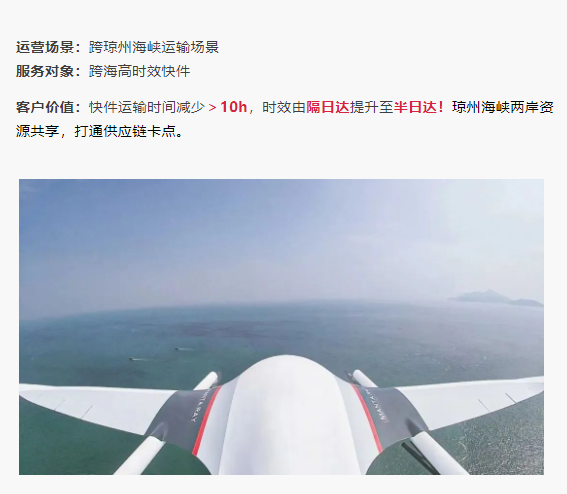 运营场景：跨琼州海峡运输场景
服务对象：跨海高时效快件
客户价值：快件运输时间减少＞10h，时效由隔日达提升至半日达！琼州海峡两岸资
源共享，打通供应链卡点。